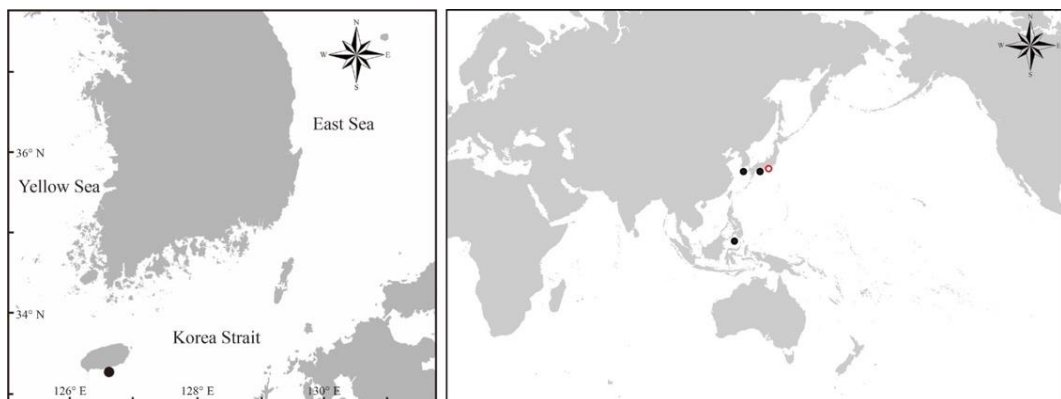 N
W E
S
East Sea
36° N
Yellow Sea
34° N
Korea Strait
126° E 128° E 130° E
N
W E
S